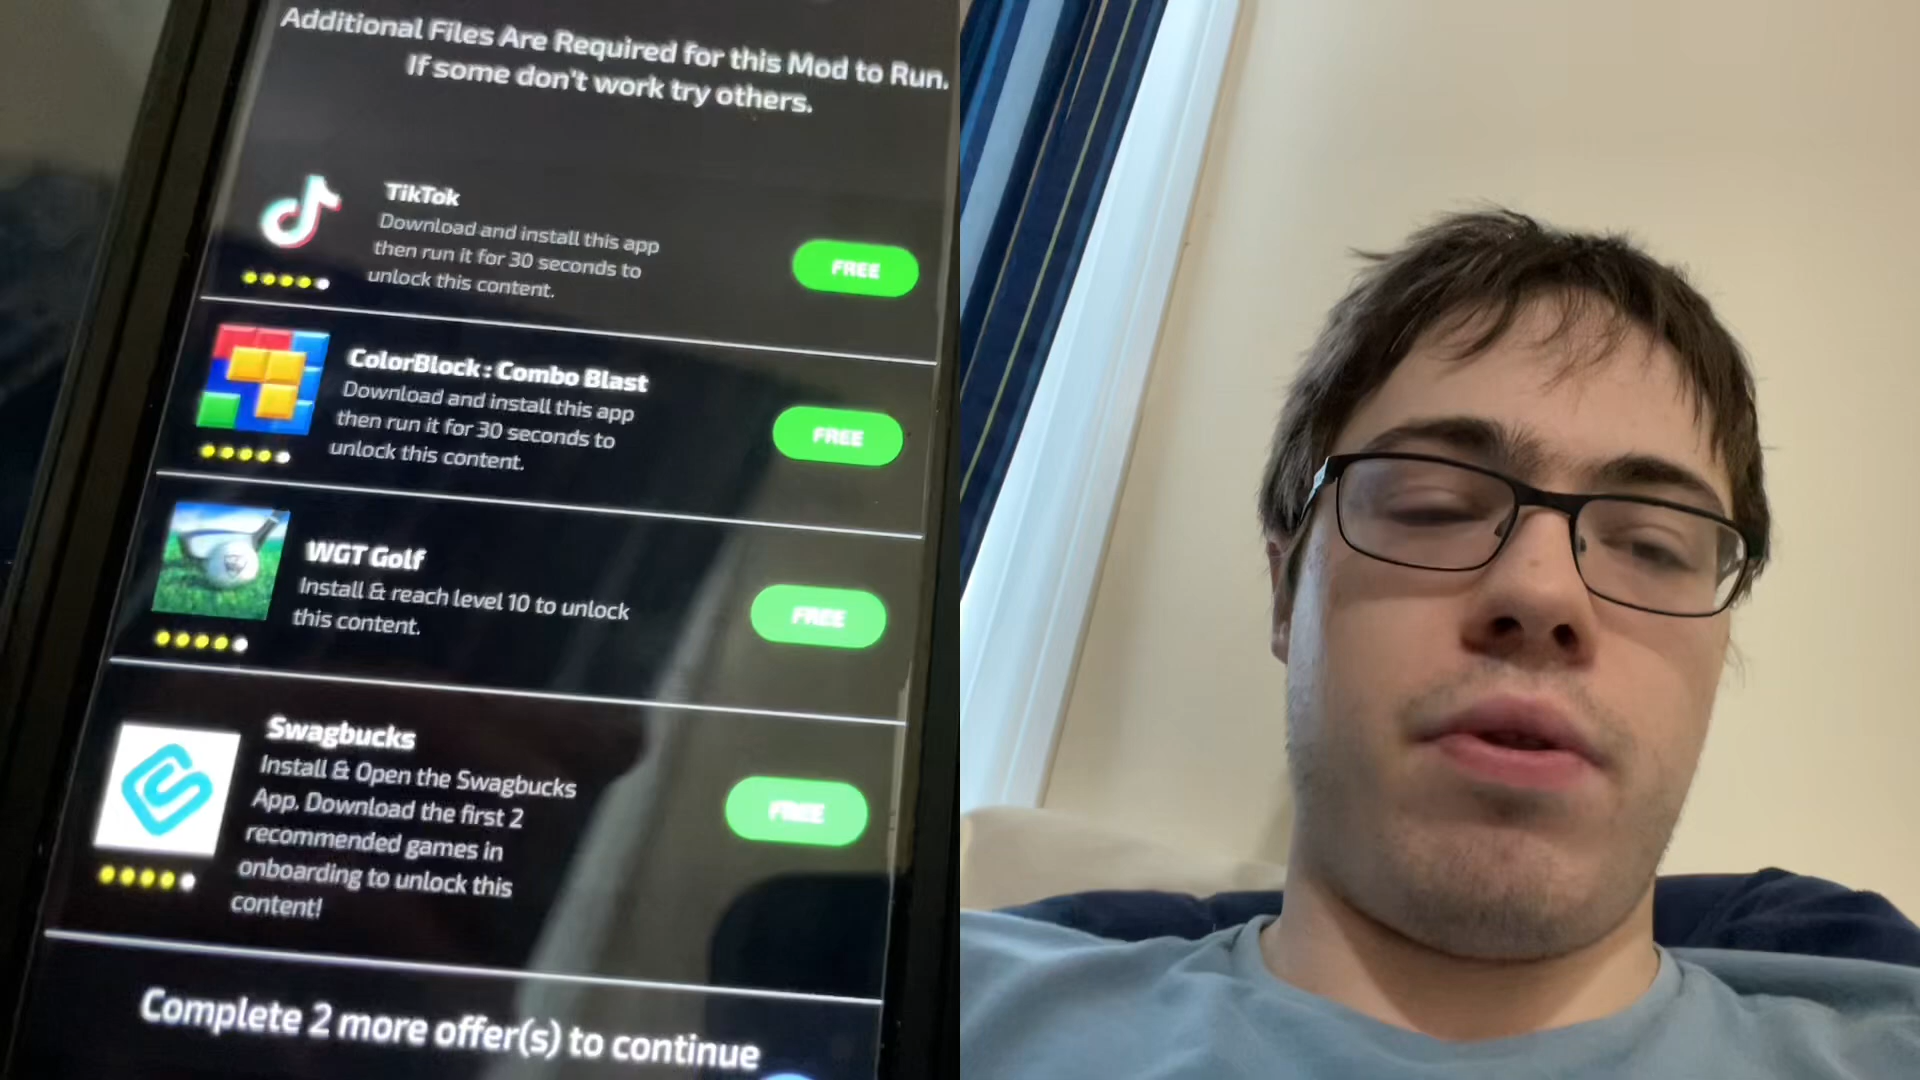 Additional Files Are Required for this Mod to Run.
If some don't work try others.
TikTok
Download and install this app
then run it for 30 seconds to
unlock this content.
FREE
ColorBlock : Combo Blast
Download and install this app
then run it for 30 seconds to
unlock this content.
FREE
WGT Golf
Install & reach level 10 to unlock
this content.
FREE
Swagbucks
Install & Open the Swagbucks
App. Download the first 2
recommended games in
onboarding to unlock this
content!
FREE
Complete 2 more offer(s) to continue